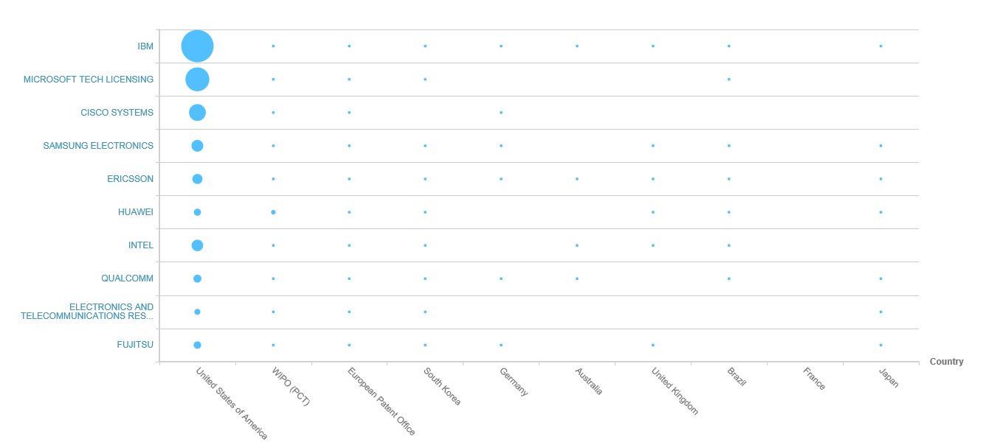 IBM
MICROSOFT TECH LICENSING
CISCO SYSTEMS
SAMSUNG ELECTRONICS
ERICSSON
HUAWEI
INTEL
QUALCOMM
ELECTRONICS AND
TELECOMMUNICATIONS RES...
FUJITSU
United States of America
WIPO (PCT)
European Patent Office
South Korea
Germany
Australia
United Kingdom
Brazil
France
Japan
Country